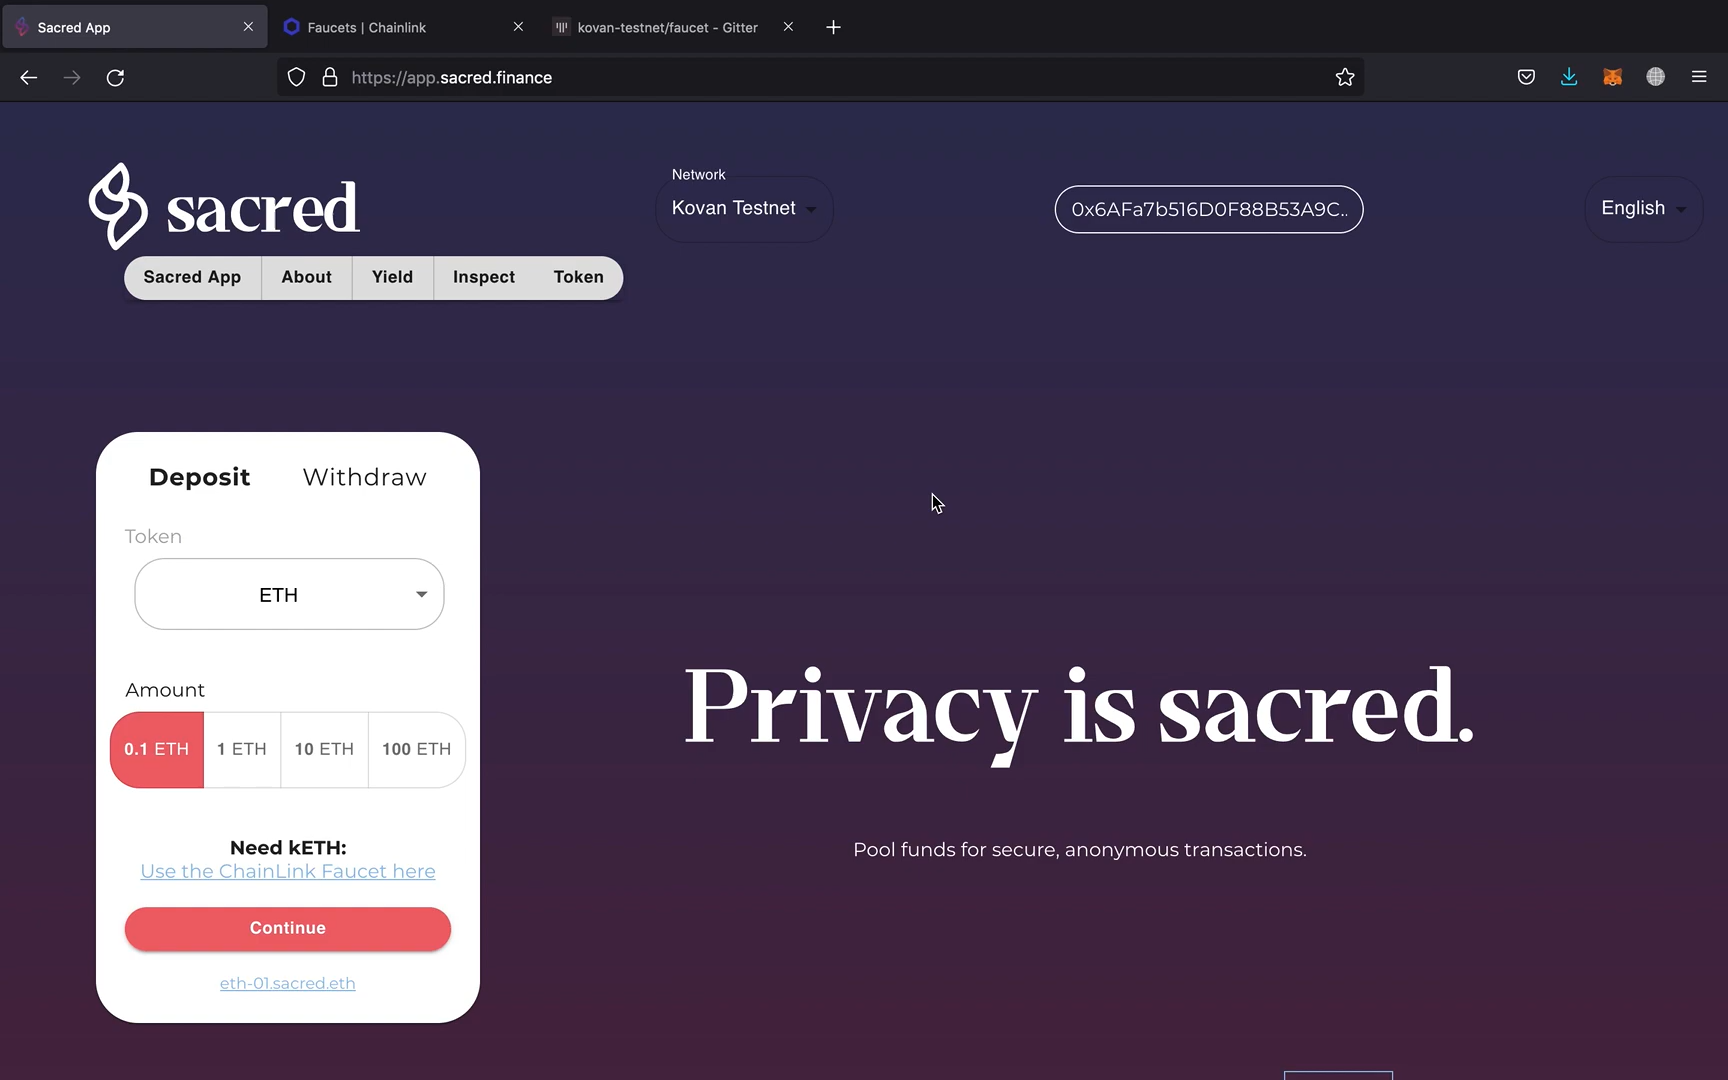 Sacred App
Faucets | Chainlink
kovan-testnet/faucet - Gitter
https://app.sacred.finance
sacred
Network
Kovan Testnet
0x6AFa7b516D0F88B53A9C..
English
Sacred App
About
Yield
Inspect
Token
Deposit
Withdraw
Token
ETH
Amount
0.1 ETH
1 ETH
10 ETH
100 ETH
Need kETH:
Use the ChainLink Faucet here
Continue
eth-01.sacred.eth
Privacy is sacred.
Pool funds for secure, anonymous transactions.